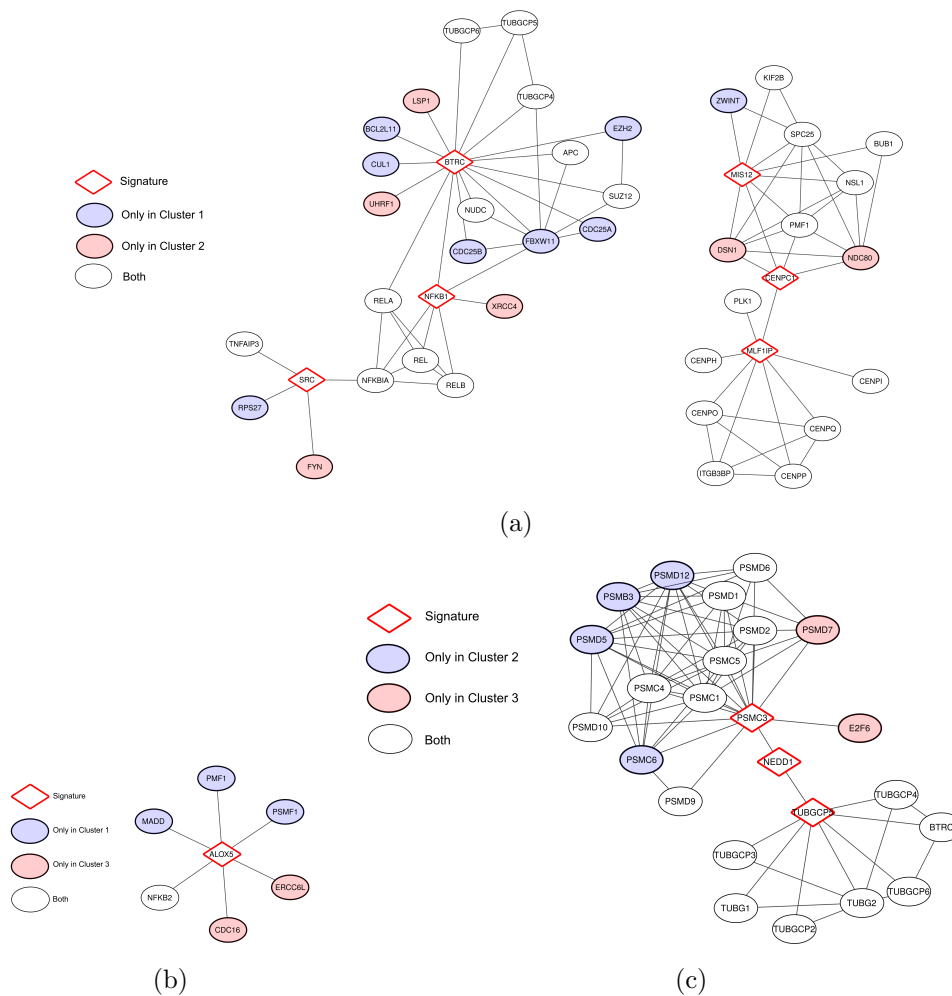 TUBGCP6
TUBGCP5
TUBGCP4
LSP1
BCL2L11
EZH2
CUL1
BTRC
APC
UHRF1
SUZ12
NUDC
CDC25A
CDC25B
FBXW11
RELA
NFKB1
XRCC4
TNFAIP3
REL
SRC
NFKBIA
RELB
RPS27
FYN
Signature
Only in Cluster 1
Only in Cluster 2
Both
KIF2B
ZWINT
SPC25
BUB1
MIS12
NSL1
PMF1
DSN1
NDC80
CENPC1
PLK1
MLF1IP
CENPH
CENPI
CENPO
CENPQ
ITGB3BP
CENPP
(a)
Signature
Only in Cluster 1
Only in Cluster 3
Both
PMF1
MADD
PSMF1
ALOX5
NFKB2
ERCC6L
CDC16
(b)
Signature
Only in Cluster 2
Only in Cluster 3
Both
PSMD12
PSMD6
PSMB3
PSMD1
PSMD5
PSMD2
PSMD7
PSMC5
PSMC4
PSMC1
PSMD10
PSMC3
E2F6
PSMC6
NEDD1
PSMD9
TUBGCP4
TUBGCP5
BTRC
TUBGCP3
TUBGCP6
TUBG1
TUBG2
TUBGCP2
(c)